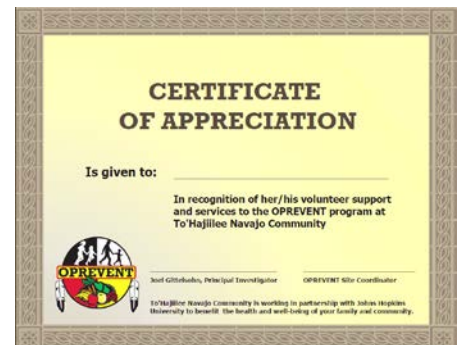 CERTIFICATE
OF APPRECIATION
Is given to:
In recognition of her/his volunteer support
and services to the OPREVENT program at
To'Hajiilee Navajo Community
OPREVENT
Joel Gittelsohn, Principal Investigator
OPREVENT Site Coordinator
To'Hajiilee Navajo Community is working in partnership with Johns Hopkins
University to benefit the health and well-being of your family and community.